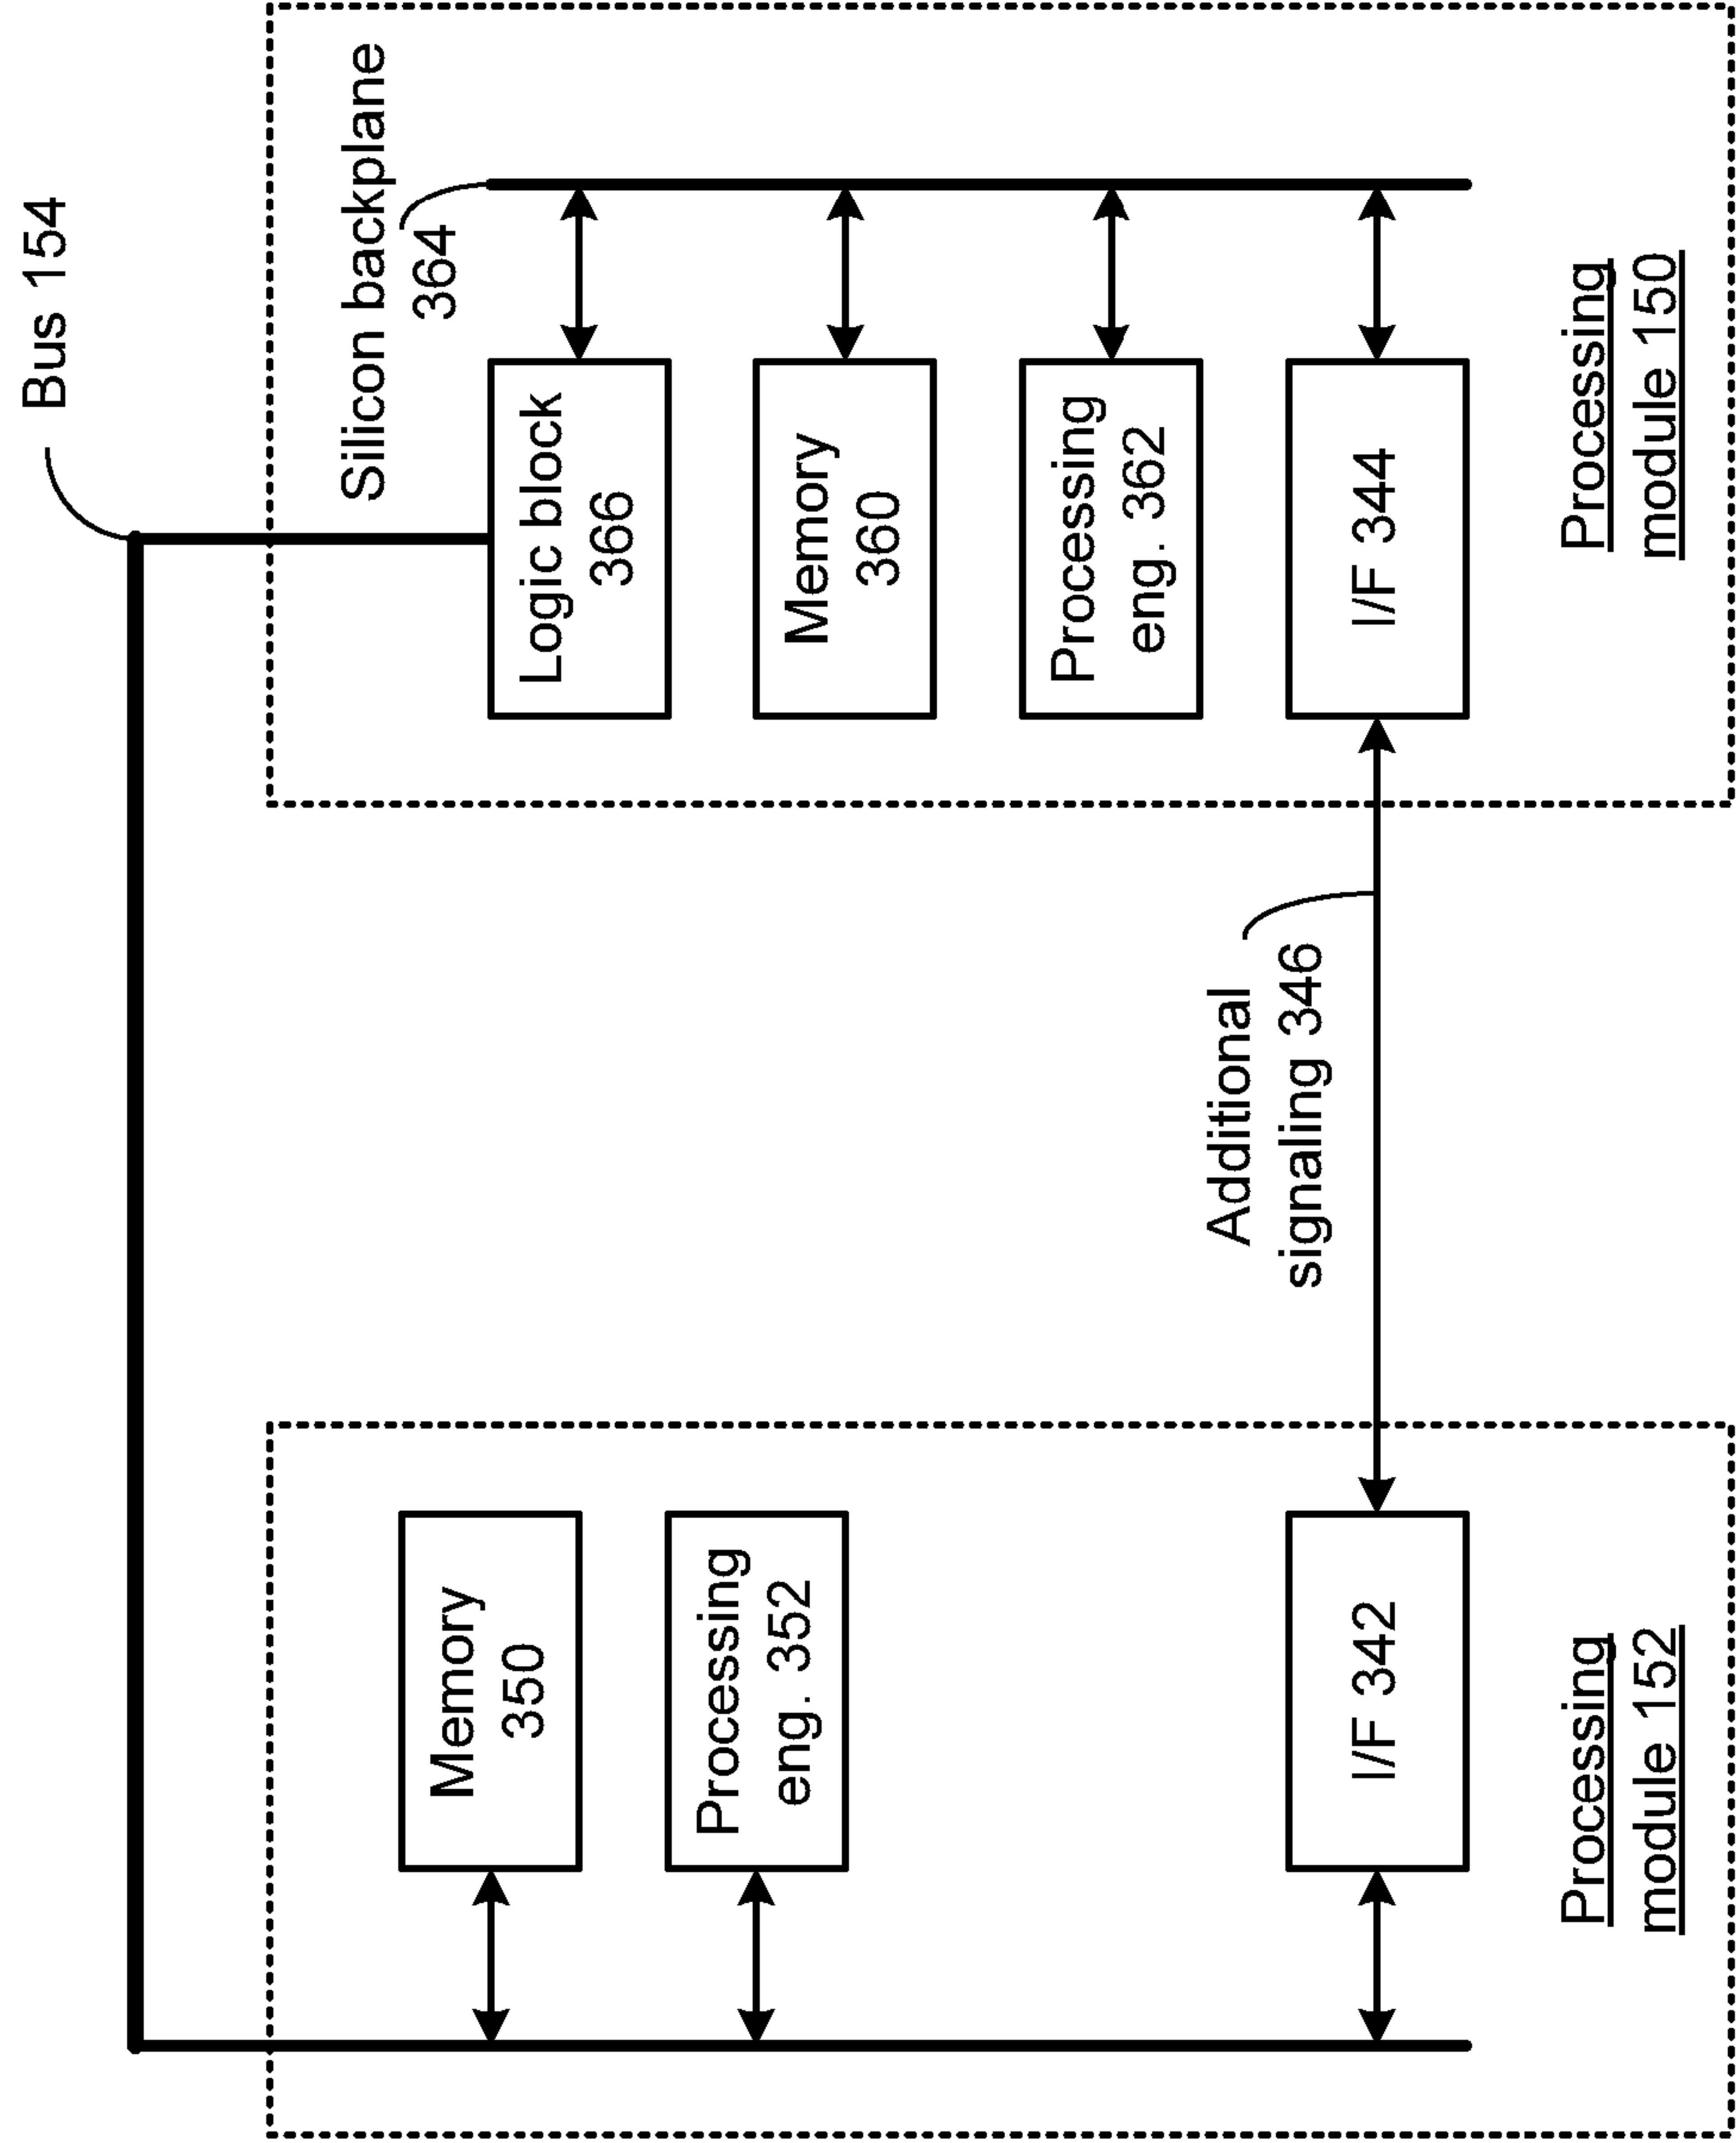 Bus 154
Memory
350
Processing
eng. 352
I/F 342
Processing
module 152
Additional
signaling 346
Silicon backplane
364
Logic block
366
Memory
360
Processing
eng. 362
I/F 344
Processing
module 150